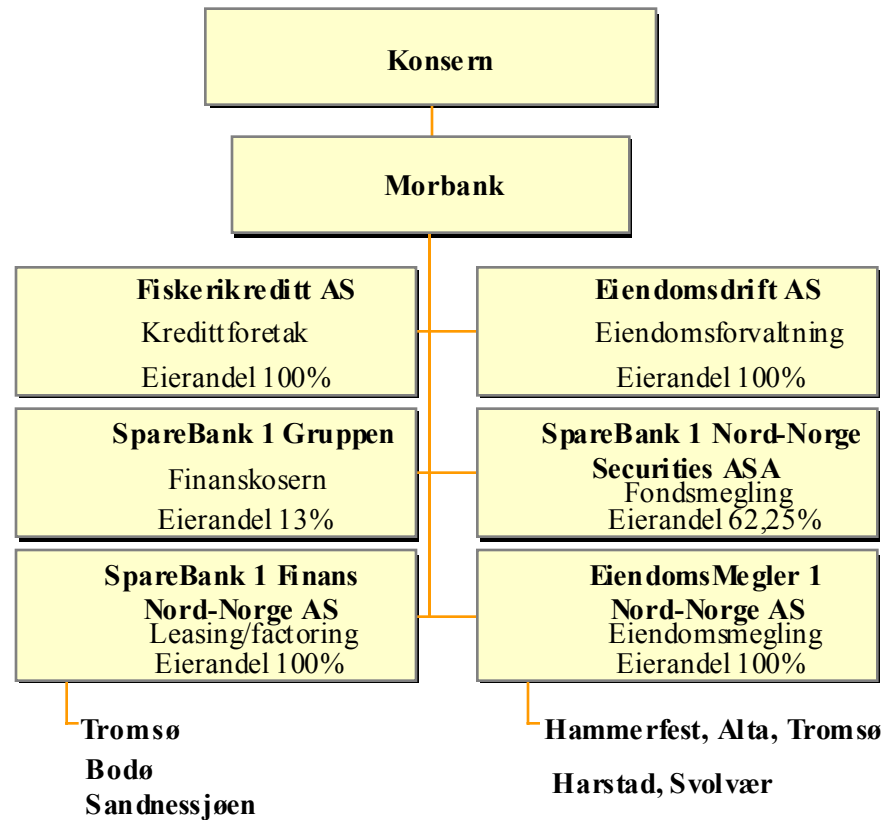 Konsern
Morbank
Fiskerikreditt AS
Kredittforetak
Eierandel 100%
Eiendomsdrift AS
Eiendomsforvaltning
Eierandel 100%
SpareBank 1 Gruppen
Finanskosern
Eierandel 13%
SpareBank 1 Nord-Norge
Securities ASA
Fondsmegling
Eierandel 62,25%
SpareBank 1 Finans
Nord-Norge AS
Leasing/factoring
Eierandel 100%
EiendomsMegler 1
Nord-Norge AS
Eiendomsmegling
Eierandel 100%
Tromsø
Bodø
Sandnessjøen
Hammerfest, Alta, Tromsø
Harstad, Svolvær